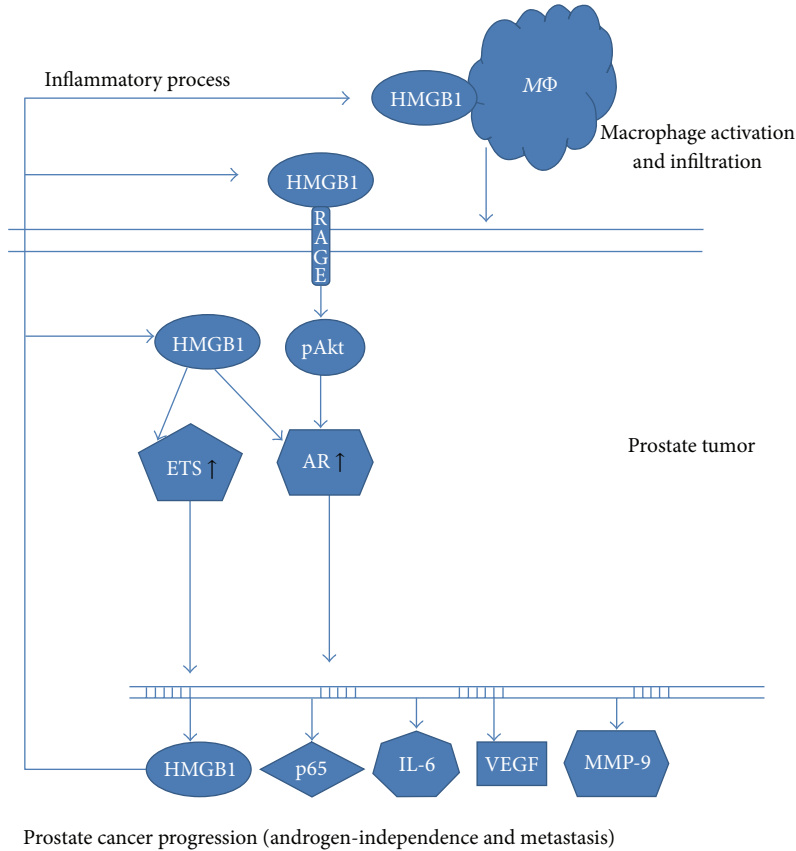 Inflammatory process
HMGB1
MΦ
Macrophage activation
and infiltration
HMGB1
R
A
G
E
HMGB1
pAkt
ETS ↑
AR ↑
Prostate tumor
HMGB1
p65
IL-6
VEGF
MMP-9
Prostate cancer progression (androgen-independence and metastasis)